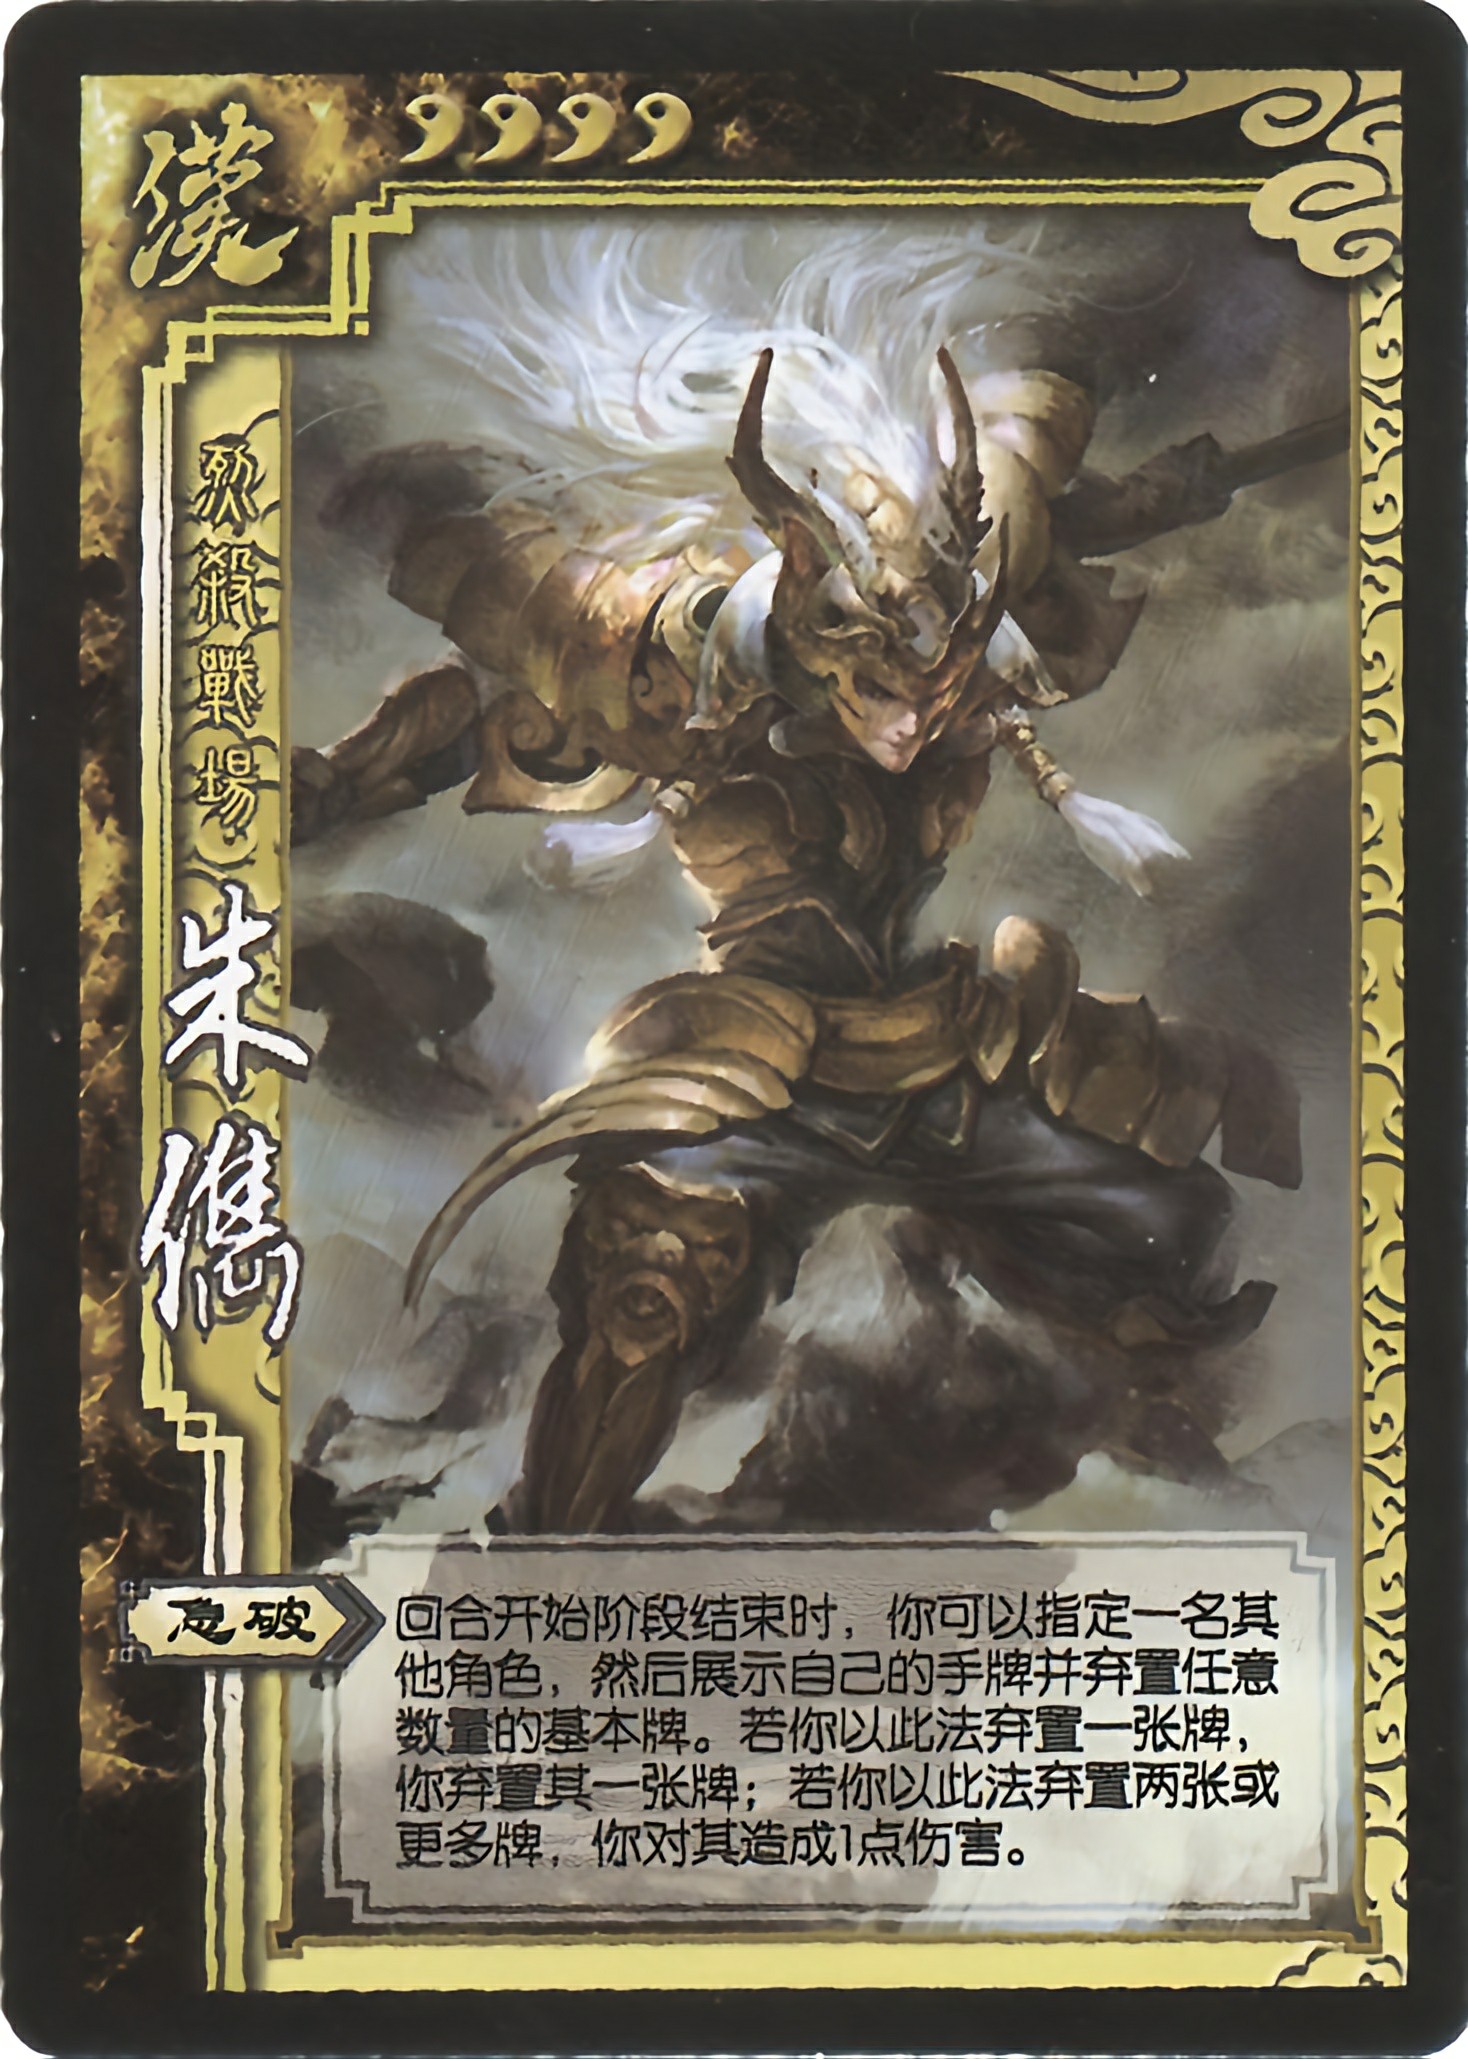 漢
烈殺戰場
朱儁
急破
回合开始阶段结束时，你可以指定一名其
他角色，然后展示自己的手牌并弃置任意
数量的基本牌。若你以此法弃置一张牌，
你弃置其一张牌；若你以此法弃置两张或
更多牌，你对其造成1点伤害。